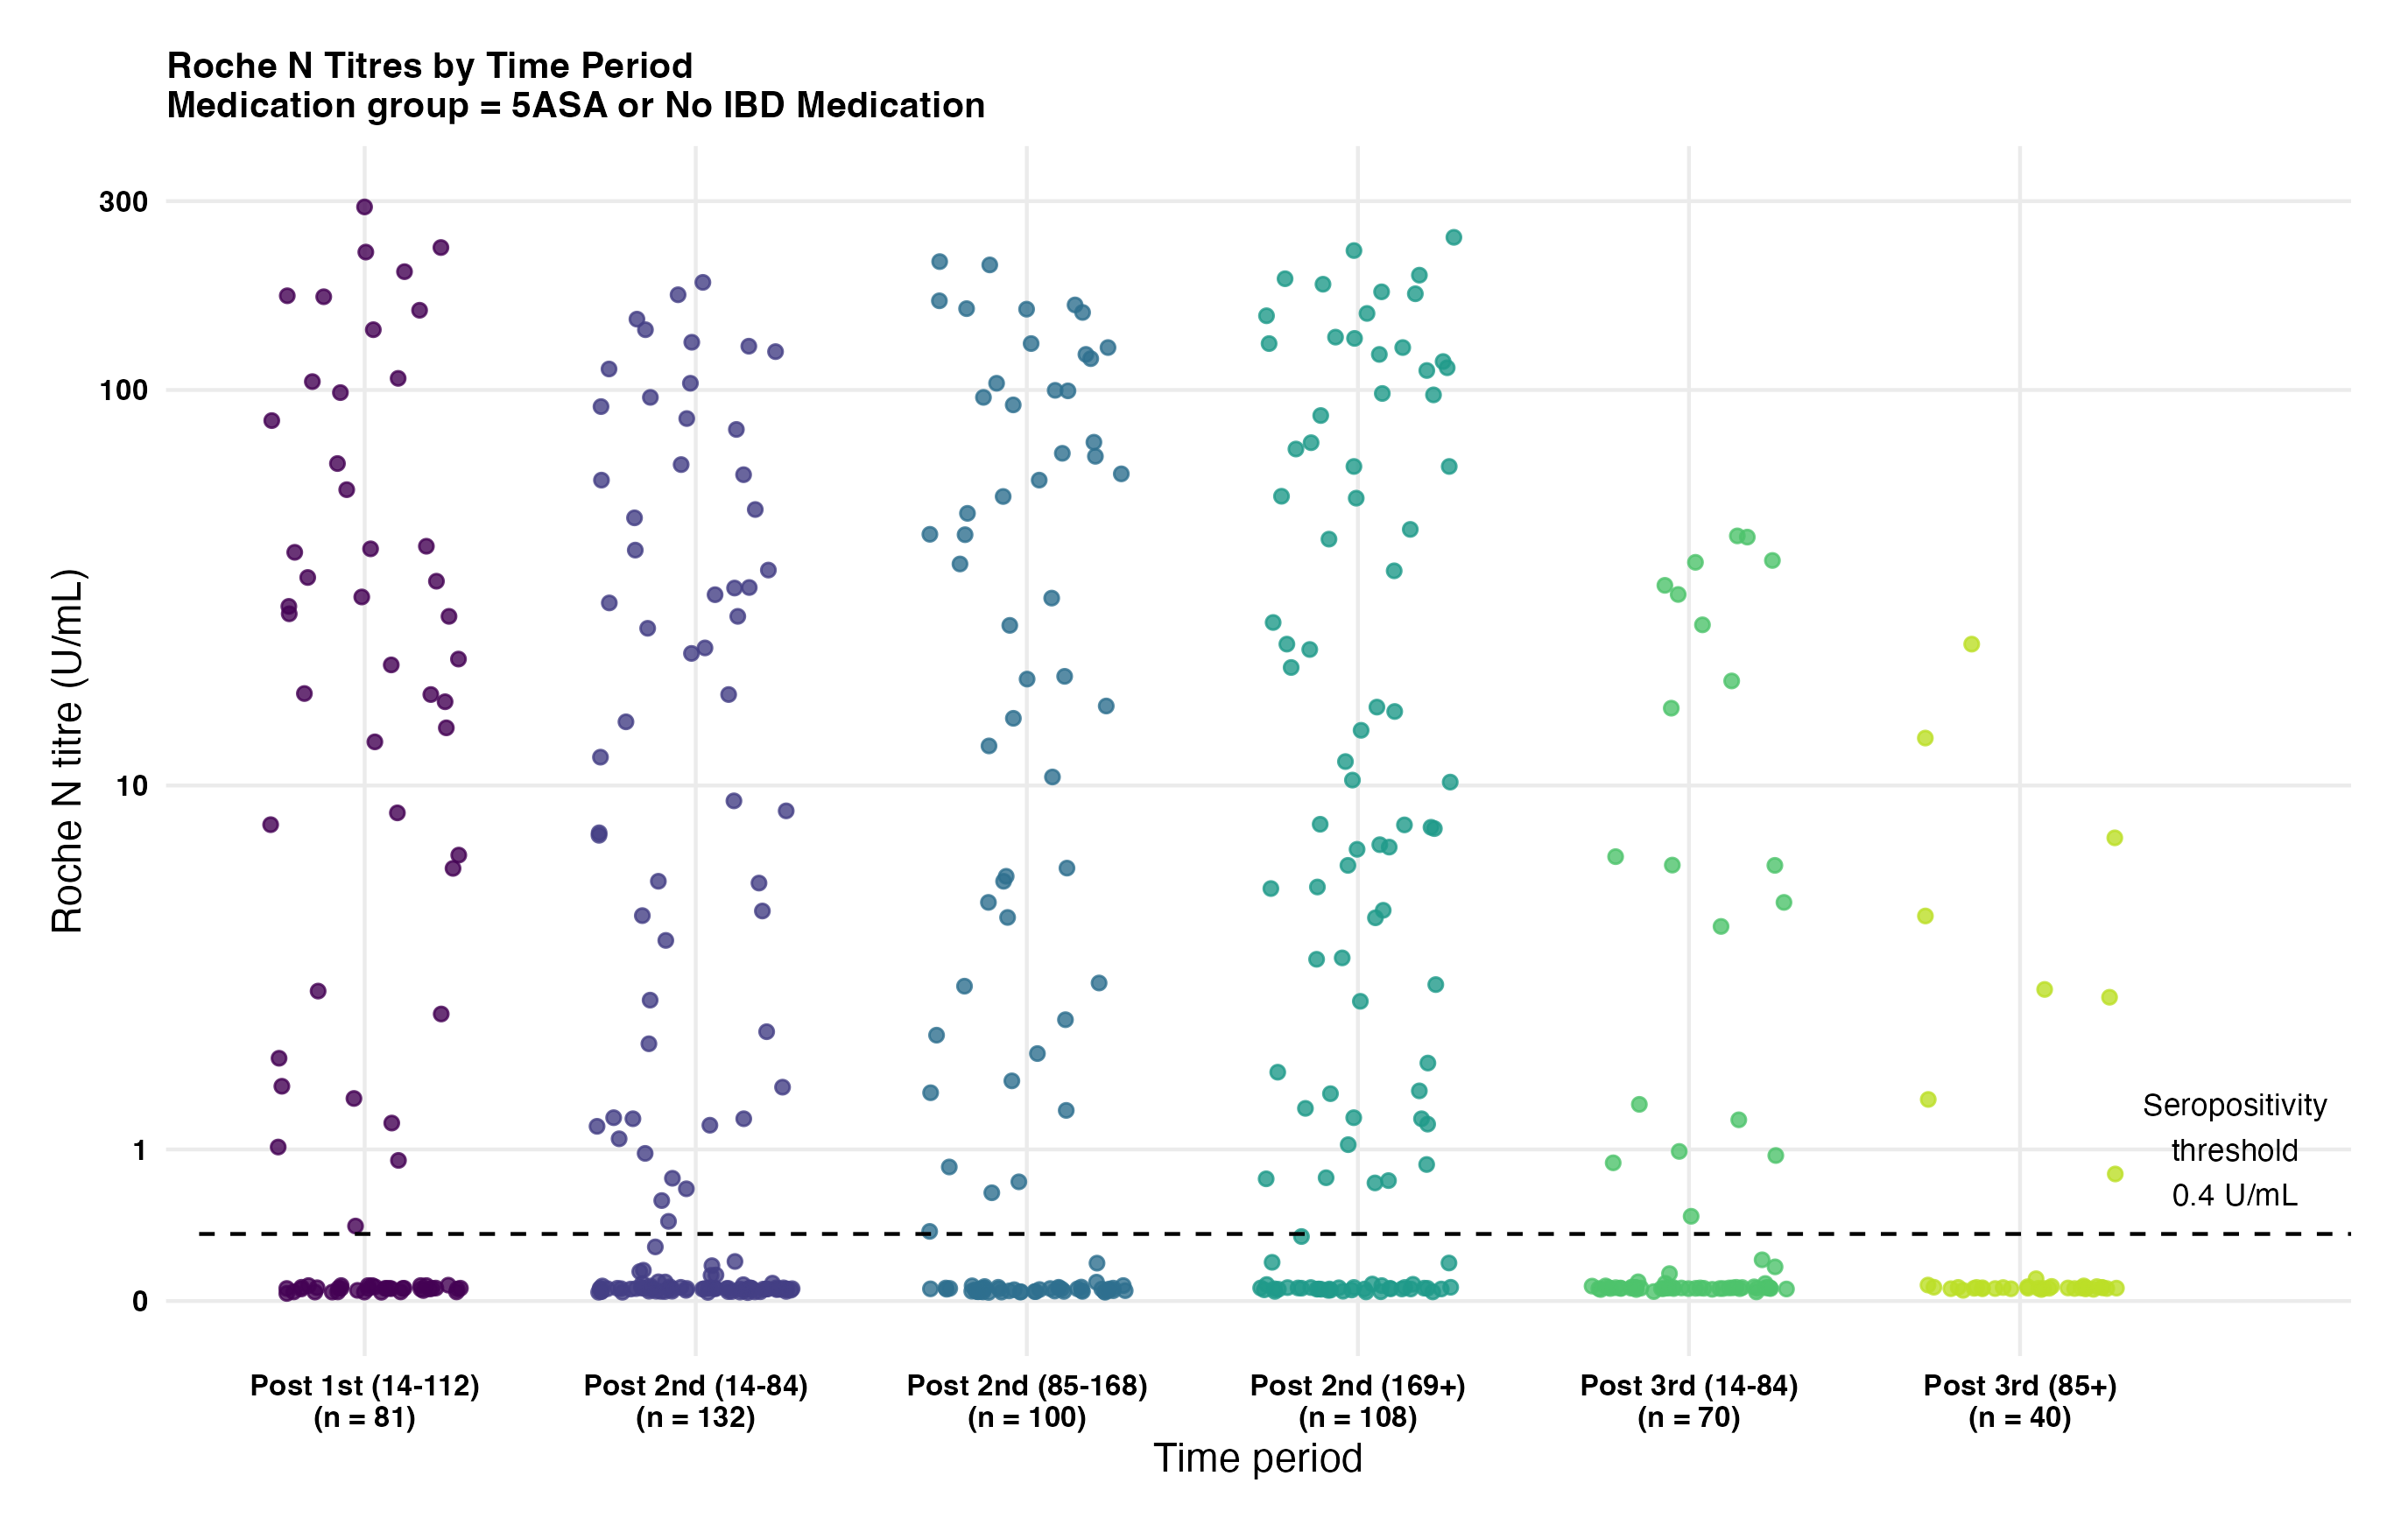 Roche N Titres by Time Period
Medication group = 5ASA or No IBD Medication
Roche N titre (U/mL)
300
100
10
1
0
Seropositivity
threshold
0.4 U/mL
Post 1st (14-112)
(n = 81)
Post 2nd (14-84)
(n = 132)
Post 2nd (85-168)
(n = 100)
Post 2nd (169+)
(n = 108)
Post 3rd (14-84)
(n = 70)
Post 3rd (85+)
(n = 40)
Time period